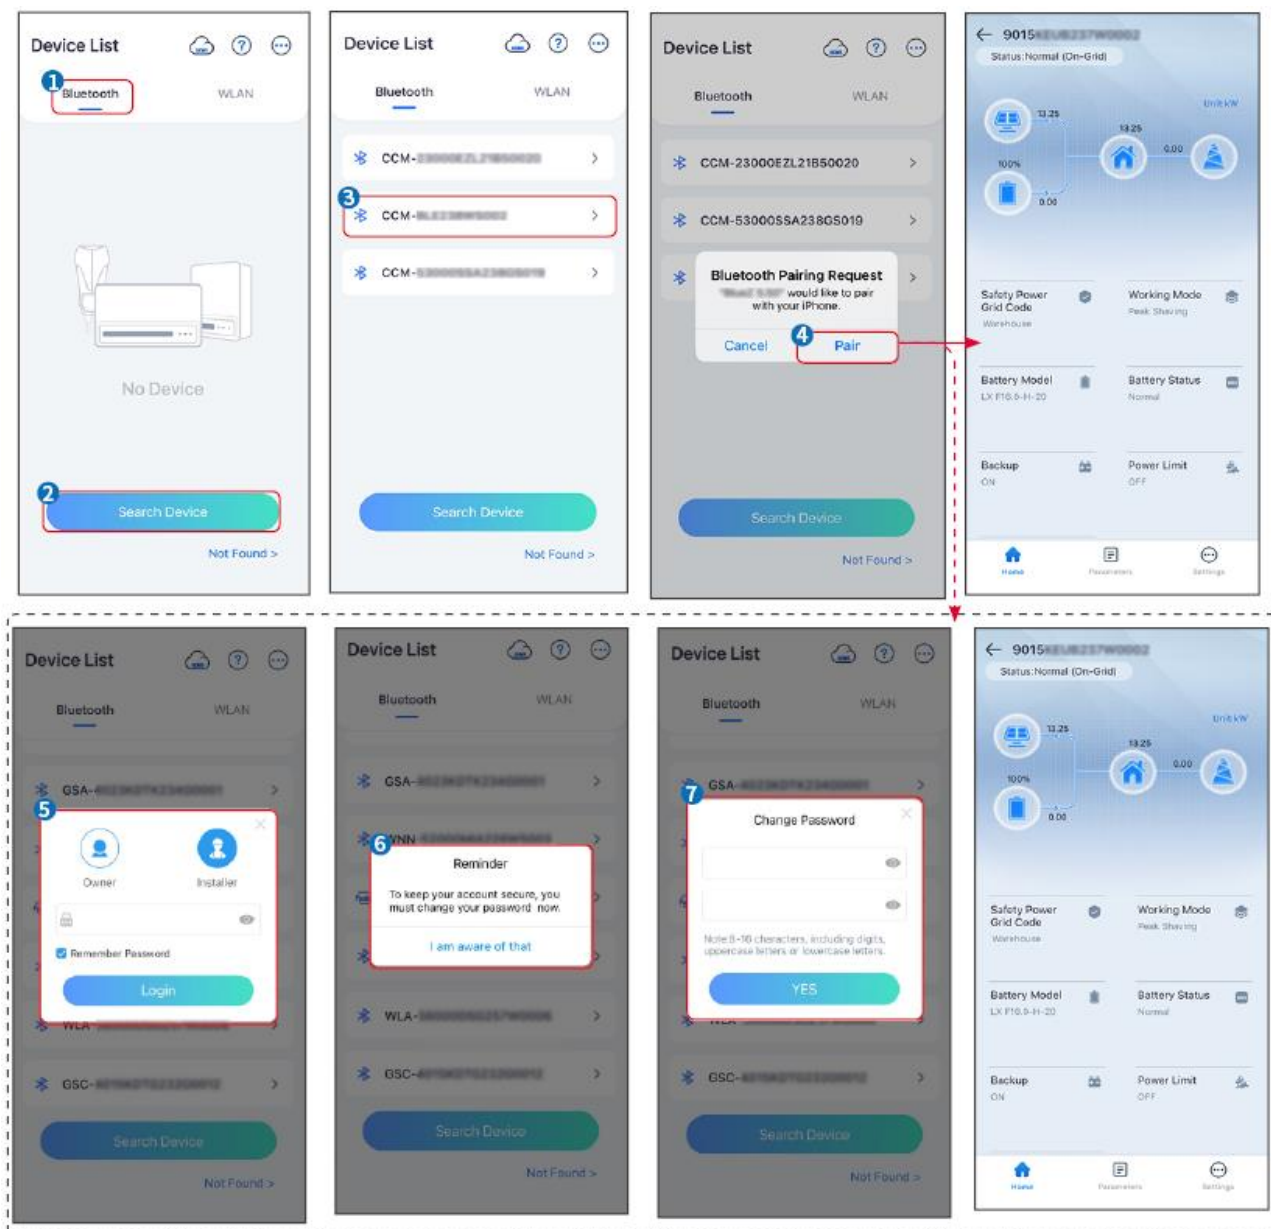 Device List
1
Bluetooth
WLAN
No Device
2
Search Device
Not Found >
Device List
Bluetooth
WLAN
CCM-
3
CCM-
CCM-
Search Device
Not Found >
Device List
Bluetooth
WLAN
CCM-23000EZL21B50020
CCM-53000SSA238GS019
Bluetooth Pairing Request
would like to pair
with your iPhone.
4
Cancel
Pair
Search Device
Not Found >
9015
Status:Normal (On-Grid)
Unit:kW
13.25
13.25
0.00
100%
0.00
Safety Power
Grid Code
Warehouse
Working Mode
Peak Shaving
Battery Model
LX F16.0-H-20
Battery Status
Normal
Backup
ON
Power Limit
OFF
Home
Parameters
Settings
Device List
Bluetooth
WLAN
GSA-
5
Owner
Installer
Remember Password
Login
WLA-
GSC-
Search Device
Not Found >
Device List
Bluetooth
WLAN
GSA-
6
WNN
Reminder
To keep your account secure, you
must change your password now.
I am aware of that
WLA-
GSC-
Search Device
Not Found >
Device List
Bluetooth
WLAN
GSA-
7
Change Password
Note:8-16 characters, including digits,
uppercase letters or lowercase letters.
YES
GSC-
Search Device
Not Found >
9015
Status:Normal (On-Grid)
Unit:kW
13.25
13.25
0.00
100%
0.00
Safety Power
Grid Code
Warehouse
Working Mode
Peak Shaving
Battery Model
LX F16.0-H-20
Battery Status
Normal
Backup
ON
Power Limit
OFF
Home
Parameters
Settings